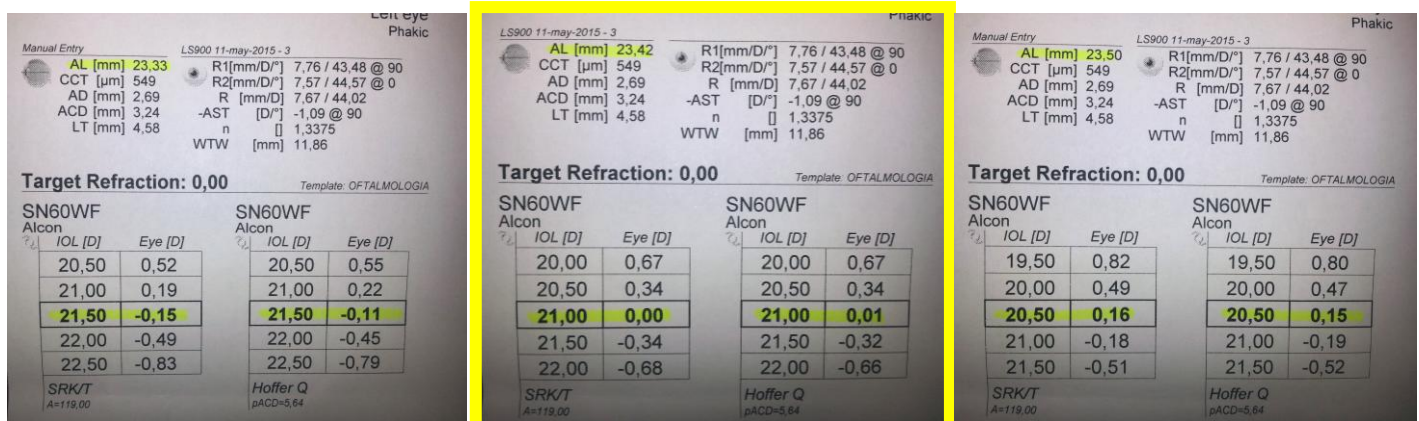 Left eye
Phakic
Manual Entry
LS900 11-may-2015 - 3
AL [mm] 23,33
CCT [µm] 549
AD [mm] 2,69
ACD [mm] 3,24
LT [mm] 4,58
R1[mm/D/°] 7,76 / 43,48 @ 90
R2[mm/D/°] 7,57 / 44,57 @ 0
R [mm/D] 7,67 / 44,02
-AST [D/°] -1,09 @ 90
n [] 1,3375
WTW [mm] 11,86
Target Refraction: 0,00
Template: OFTALMOLOGIA
SN60WF
Alcon
IOL [D] Eye [D]
20,50 0,52
21,00 0,19
21,50 -0,15
22,00 -0,49
22,50 -0,83
SRK/T
A=119,00
SN60WF
Alcon
IOL [D] Eye [D]
20,50 0,55
21,00 0,22
21,50 -0,11
22,00 -0,45
22,50 -0,79
Hoffer Q
pACD=5,64
Phakic
LS900 11-may-2015 - 3
AL [mm] 23,42
CCT [µm] 549
AD [mm] 2,69
ACD [mm] 3,24
LT [mm] 4,58
R1[mm/D/°] 7,76 / 43,48 @ 90
R2[mm/D/°] 7,57 / 44,57 @ 0
R [mm/D] 7,67 / 44,02
-AST [D/°] -1,09 @ 90
n [] 1,3375
WTW [mm] 11,86
Target Refraction: 0,00
Template: OFTALMOLOGIA
SN60WF
Alcon
IOL [D] Eye [D]
20,00 0,67
20,50 0,34
21,00 0,00
21,50 -0,34
22,00 -0,68
SRK/T
A=119,00
SN60WF
Alcon
IOL [D] Eye [D]
20,00 0,67
20,50 0,34
21,00 0,01
21,50 -0,32
22,00 -0,66
Hoffer Q
pACD=5,64
Phakic
Manual Entry
LS900 11-may-2015 - 3
AL [mm] 23,50
CCT [µm] 549
AD [mm] 2,69
ACD [mm] 3,24
LT [mm] 4,58
R1[mm/D/°] 7,76 / 43,48 @ 90
R2[mm/D/°] 7,57 / 44,57 @ 0
R [mm/D] 7,67 / 44,02
-AST [D/°] -1,09 @ 90
n [] 1,3375
WTW [mm] 11,86
Target Refraction: 0,00
Template: OFTALMOLOGIA
SN60WF
Alcon
IOL [D] Eye [D]
19,50 0,82
20,00 0,49
20,50 0,16
21,00 -0,18
21,50 -0,51
SRK/T
A=119,00
SN60WF
Alcon
IOL [D] Eye [D]
19,50 0,80
20,00 0,47
20,50 0,15
21,00 -0,19
21,50 -0,52
Hoffer Q
pACD=5,64